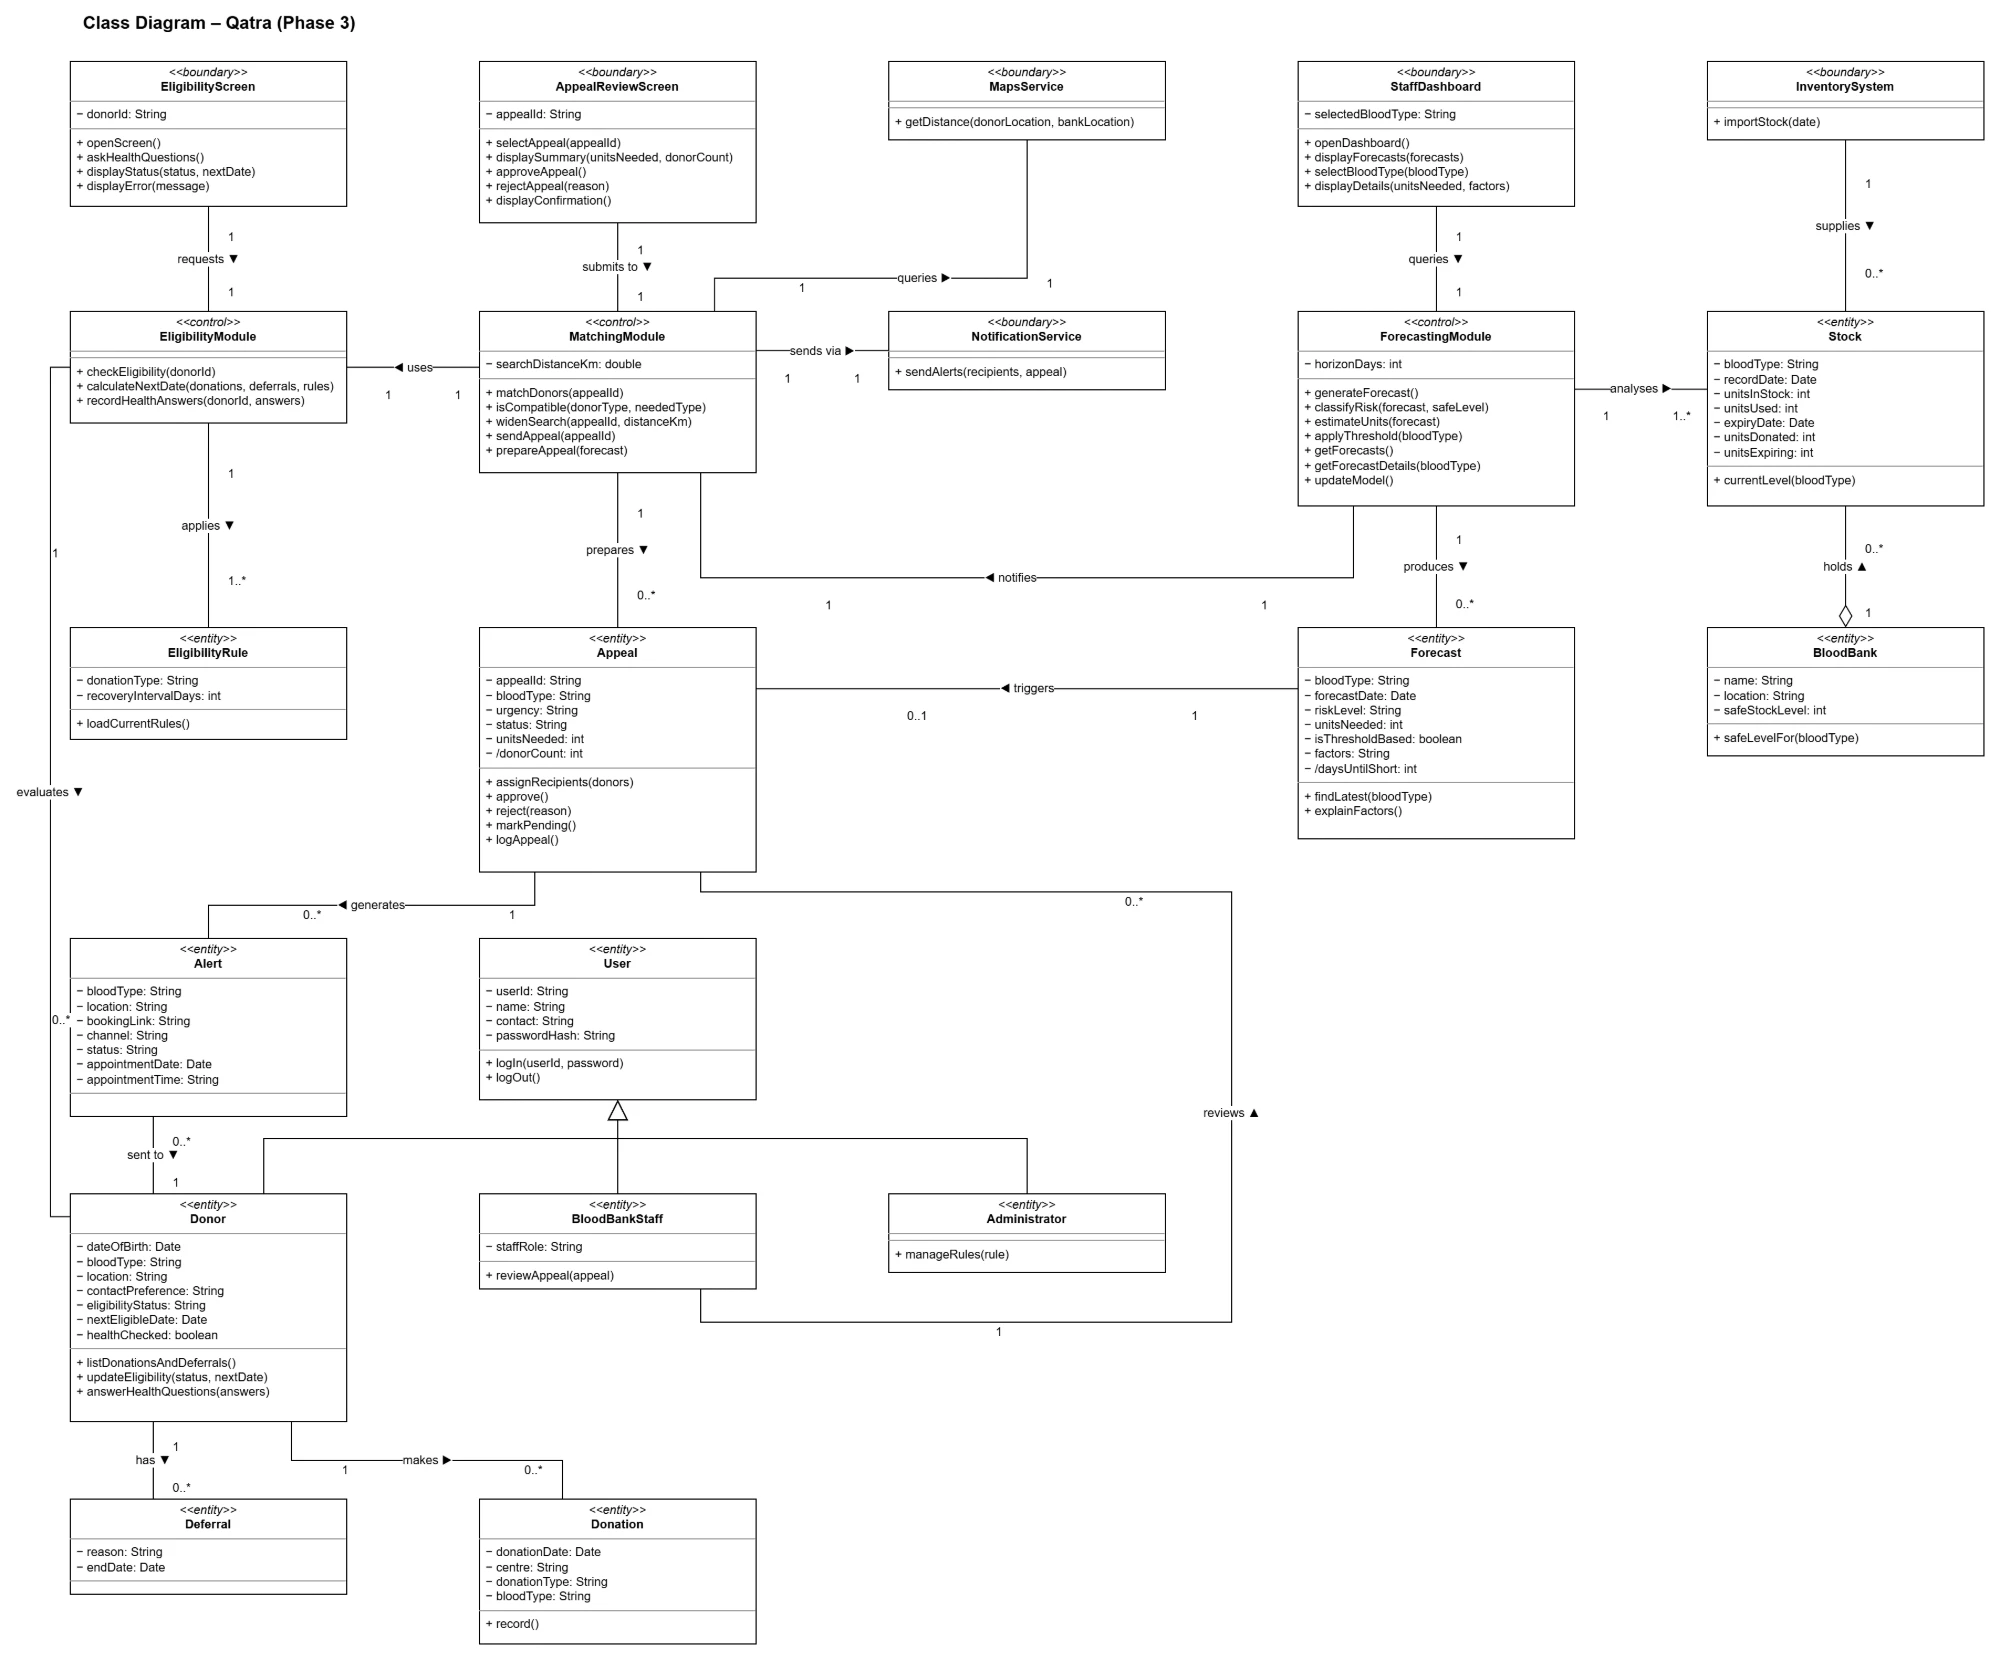 Class Diagram – Qatra (Phase 3)
<<boundary>>
EligibilityScreen
− donorId: String
+ openScreen()
+ askHealthQuestions()
+ displayStatus(status, nextDate)
+ displayError(message)
<<boundary>>
AppealReviewScreen
− appealId: String
+ selectAppeal(appealId)
+ displaySummary(unitsNeeded, donorCount)
+ approveAppeal()
+ rejectAppeal(reason)
+ displayConfirmation()
<<boundary>>
MapsService
+ getDistance(donorLocation, bankLocation)
<<boundary>>
StaffDashboard
− selectedBloodType: String
+ openDashboard()
+ displayForecasts(forecasts)
+ selectBloodType(bloodType)
+ displayDetails(unitsNeeded, factors)
<<boundary>>
InventorySystem
+ importStock(date)
1
requests ▼
1
1
submits to ▼
1
1
queries ▶
1
1
queries ▼
1
1
supplies ▼
0..*
<<control>>
EligibilityModule
+ checkEligibility(donorId)
+ calculateNextDate(donations, deferrals, rules)
+ recordHealthAnswers(donorId, answers)
◀ uses
1
1
<<control>>
MatchingModule
− searchDistanceKm: double
+ matchDonors(appealId)
+ isCompatible(donorType, neededType)
+ widenSearch(appealId, distanceKm)
+ sendAppeal(appealId)
+ prepareAppeal(forecast)
sends via ▶
1
1
<<boundary>>
NotificationService
+ sendAlerts(recipients, appeal)
<<control>>
ForecastingModule
− horizonDays: int
+ generateForecast()
+ classifyRisk(forecast, safeLevel)
+ estimateUnits(forecast)
+ applyThreshold(bloodType)
+ getForecasts()
+ getForecastDetails(bloodType)
+ updateModel()
analyses ▶
1
1..*
<<entity>>
Stock
− bloodType: String
− recordDate: Date
− unitsInStock: int
− unitsUsed: int
− expiryDate: Date
− unitsDonated: int
− unitsExpiring: int
+ currentLevel(bloodType)
1
applies ▼
1..*
1
prepares ▼
0..*
◀ notifies
1
1
1
produces ▼
0..*
0..*
holds ▲
1
1
evaluates ▼
0..*
<<entity>>
EligibilityRule
− donationType: String
− recoveryIntervalDays: int
+ loadCurrentRules()
<<entity>>
Appeal
− appealId: String
− bloodType: String
− urgency: String
− status: String
− unitsNeeded: int
− /donorCount: int
+ assignRecipients(donors)
+ approve()
+ reject(reason)
+ markPending()
+ logAppeal()
◀ triggers
0..1
1
<<entity>>
Forecast
− bloodType: String
− forecastDate: Date
− riskLevel: String
− unitsNeeded: int
− isThresholdBased: boolean
− factors: String
− /daysUntilShort: int
+ findLatest(bloodType)
+ explainFactors()
<<entity>>
BloodBank
− name: String
− location: String
− safeStockLevel: int
+ safeLevelFor(bloodType)
◀ generates
0..*
1
0..*
reviews ▲
1
<<entity>>
Alert
− bloodType: String
− location: String
− bookingLink: String
− channel: String
− status: String
− appointmentDate: Date
− appointmentTime: String
<<entity>>
User
− userId: String
− name: String
− contact: String
− passwordHash: String
+ logIn(userId, password)
+ logOut()
0..*
sent to ▼
1
<<entity>>
Donor
− dateOfBirth: Date
− bloodType: String
− location: String
− contactPreference: String
− eligibilityStatus: String
− nextEligibleDate: Date
− healthChecked: boolean
+ listDonationsAndDeferrals()
+ updateEligibility(status, nextDate)
+ answerHealthQuestions(answers)
<<entity>>
BloodBankStaff
− staffRole: String
+ reviewAppeal(appeal)
<<entity>>
Administrator
+ manageRules(rule)
1
has ▼
0..*
1
makes ▶
0..*
<<entity>>
Deferral
− reason: String
− endDate: Date
<<entity>>
Donation
− donationDate: Date
− centre: String
− donationType: String
− bloodType: String
+ record()